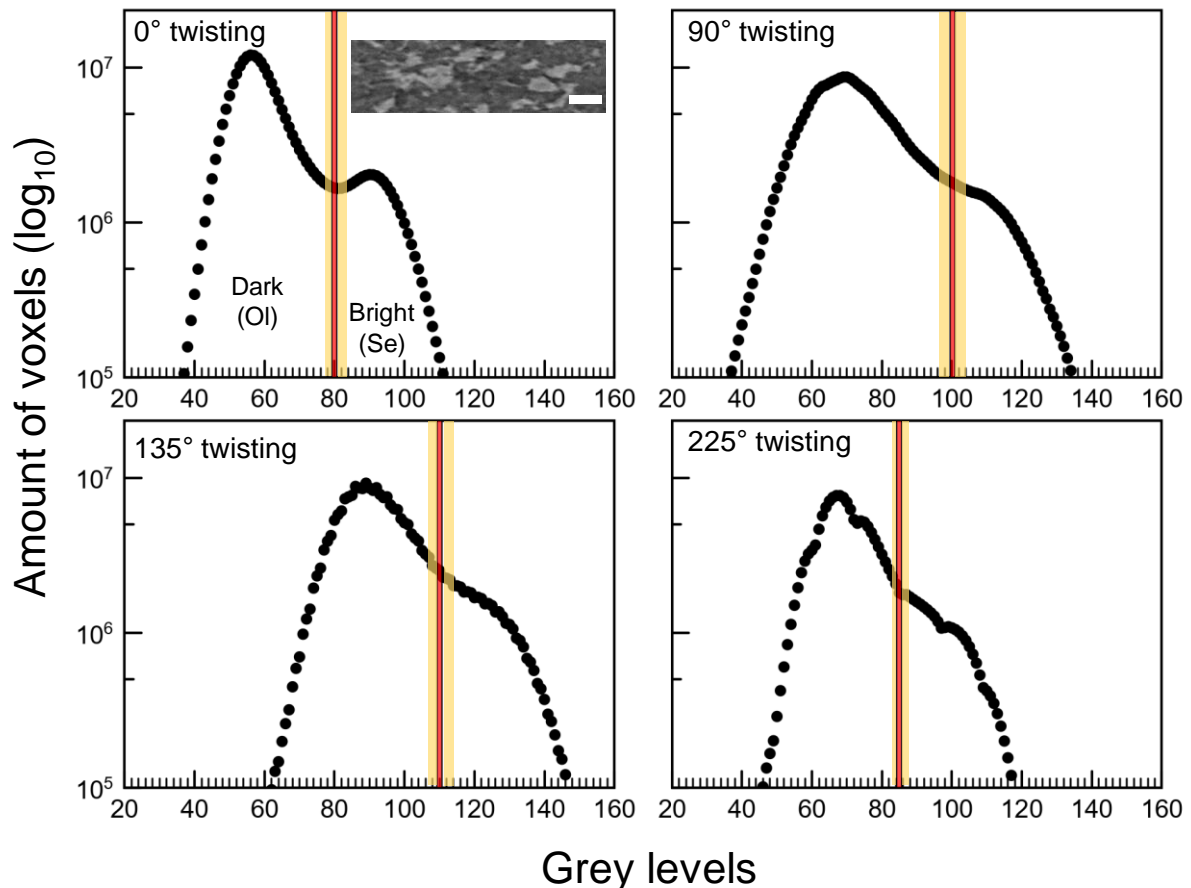 0° twisting
90° twisting
10⁷
10⁶
10⁵
Dark
(Ol)
Bright
(Se)
20 40 60 80 100 120 140 160
20 40 60 80 100 120 140 160
135° twisting
225° twisting
10⁷
10⁶
10⁵
20 40 60 80 100 120 140 160
20 40 60 80 100 120 140 160
Amount of voxels (log₁₀)
Grey levels